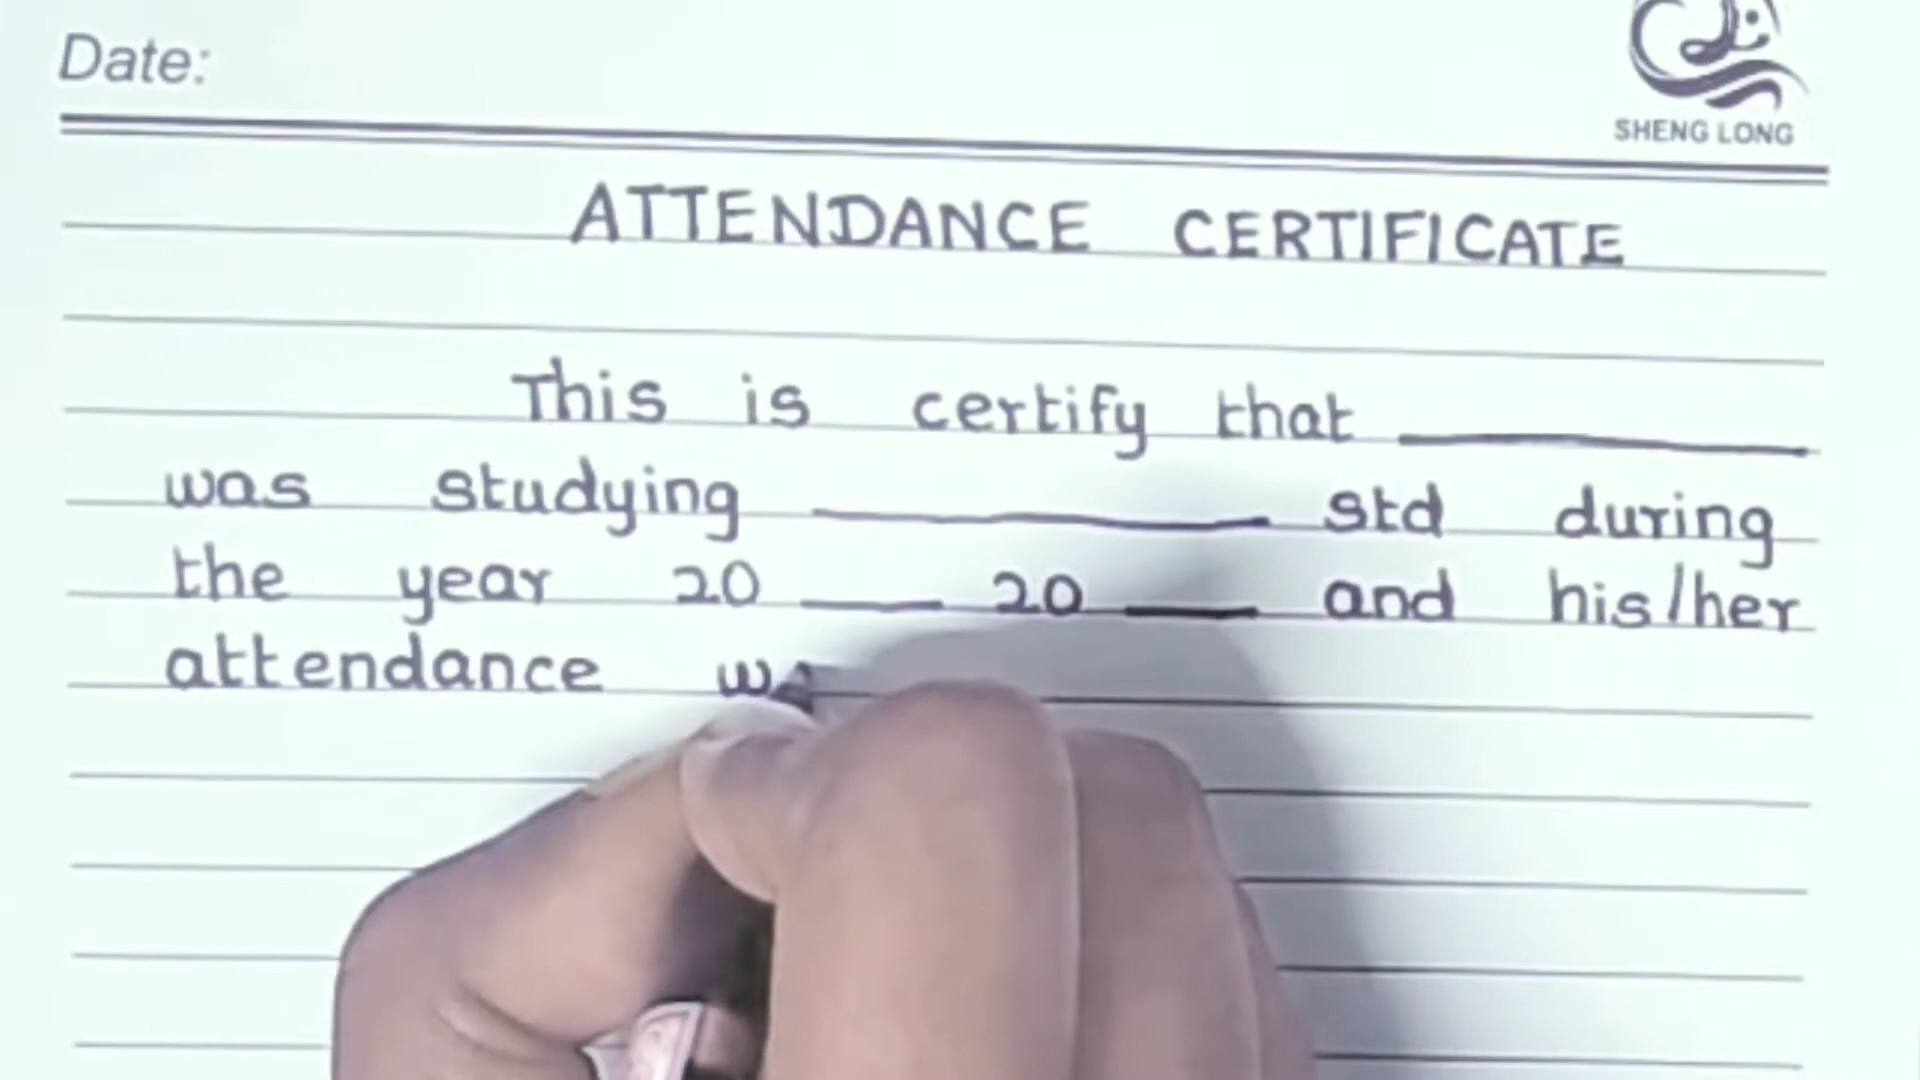 Date:
SHENG LONG
ATTENDANCE CERTIFICATE
This is certify that
was studying ________ std during
the year 20 ___ 20 ___ and his/her
attendance